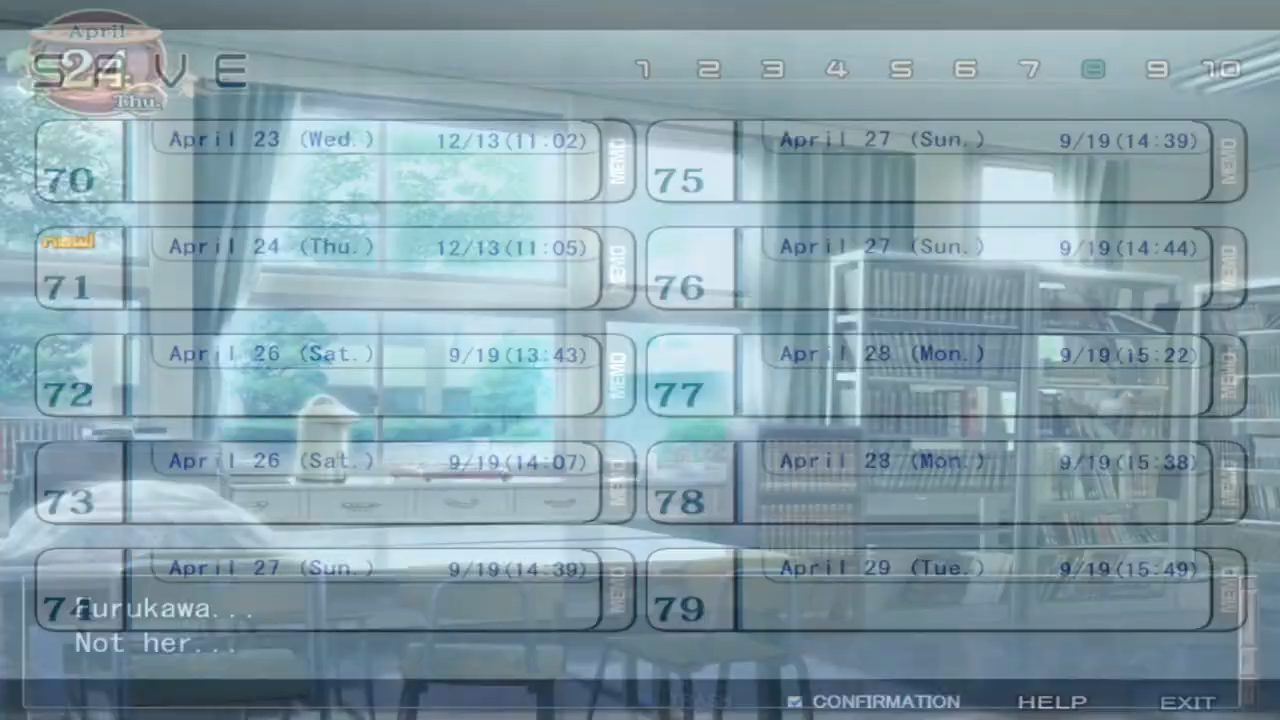 April
24
Thu.
SAVE
1 2 3 4 5 6 7 8 9 10
70 April 23 (Wed.) 12/13(11:02) MEMO
75 April 27 (Sun.) 9/19(14:39) MEMO
new!
71 April 24 (Thu.) 12/13(11:05) MEMO
76 April 27 (Sun.) 9/19(14:44) MEMO
72 April 26 (Sat.) 9/19(13:43) MEMO
77 April 28 (Mon.) 9/19(15:22) MEMO
73 April 26 (Sat.) 9/19(14:07) MEMO
78 April 28 (Mon.) 9/19(15:38) MEMO
74 April 27 (Sun.) 9/19(14:39) MEMO
79 April 29 (Tue.) 9/19(15:49) MEMO
Furukawa...
Not her...
CONFIRMATION HELP EXIT